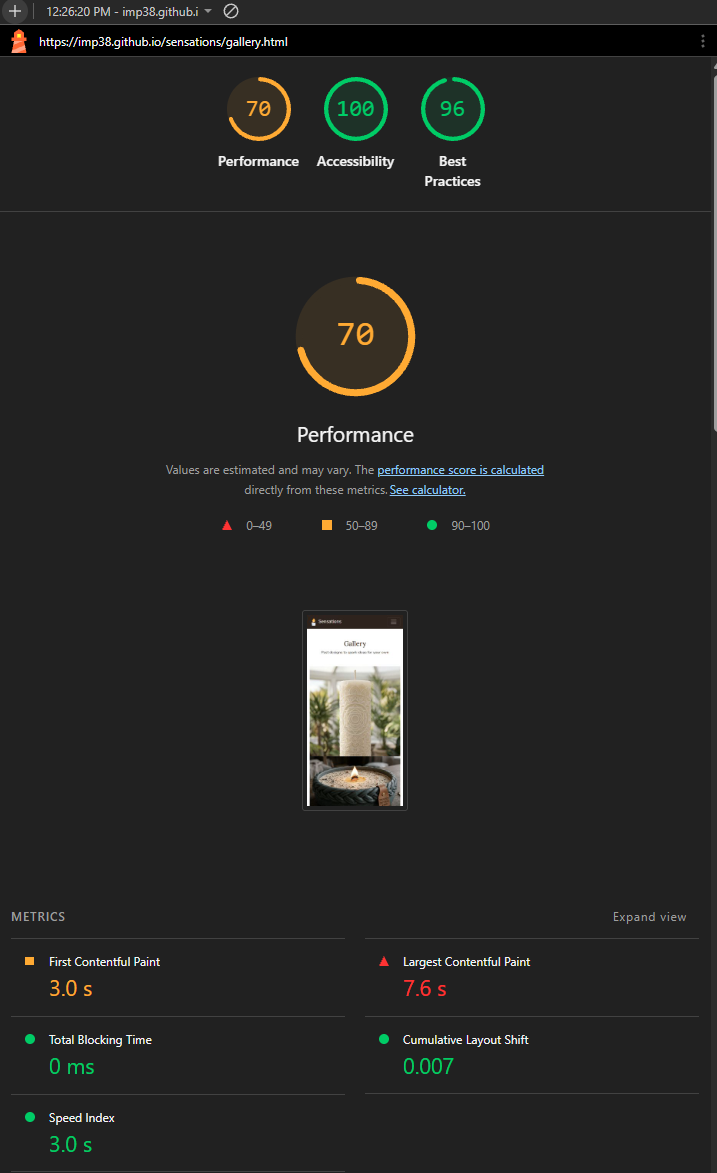 12:26:20 PM - imp38.github.i
https://imp38.github.io/sensations/gallery.html
70
100
96
Performance
Accessibility
Best
Practices
70
Performance
Values are estimated and may vary. The performance score is calculated
directly from these metrics. See calculator.
0–49
50–89
90–100
Sensations
Gallery
METRICS
Expand view
First Contentful Paint
3.0 s
Largest Contentful Paint
7.6 s
Total Blocking Time
0 ms
Cumulative Layout Shift
0.007
Speed Index
3.0 s